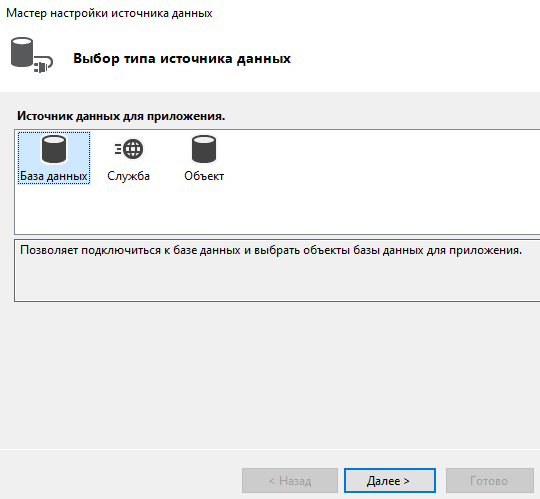 Мастер настройки источника данных
Выбор типа источника данных
Источник данных для приложения.
База данных Служба Объект
Позволяет подключиться к базе данных и выбрать объекты базы данных для приложения.
< Назад Далее > Готово